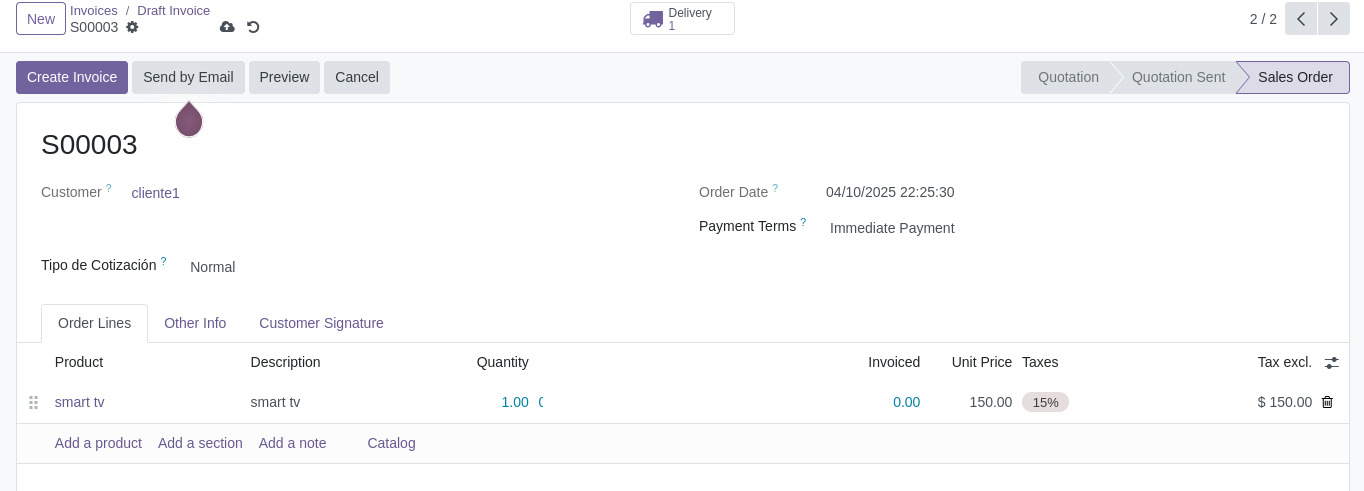 New
Invoices / Draft Invoice
S00003
Delivery
1
2 / 2
Create Invoice Send by Email Preview Cancel
Quotation Quotation Sent Sales Order
S00003
Customer ? cliente1
Order Date ? 04/10/2025 22:25:30
Payment Terms ? Immediate Payment
Tipo de Cotización ? Normal
Order Lines Other Info Customer Signature
Product Description Quantity Invoiced Unit Price Taxes Tax excl.
smart tv smart tv 1.00 0.00 150.00 15% $ 150.00
Add a product Add a section Add a note Catalog